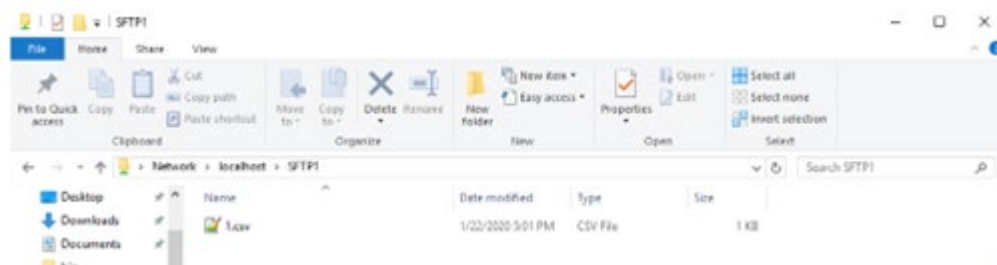 SFTP1
File Home Share View
Pin to Quick access
Copy
Paste
Cut
Copy path
Paste shortcut
Move to
Copy to
Delete
Rename
New folder
New item
Easy access
Properties
Open
Edit
Select all
Select none
Invert selection
Clipboard Organize New Open Select
Network > localhost > SFTP1
Search SFTP1
Desktop
Downloads
Documents
Name Date modified Type Size
1.csv 1/22/2020 5:01 PM CSV File 1 KB